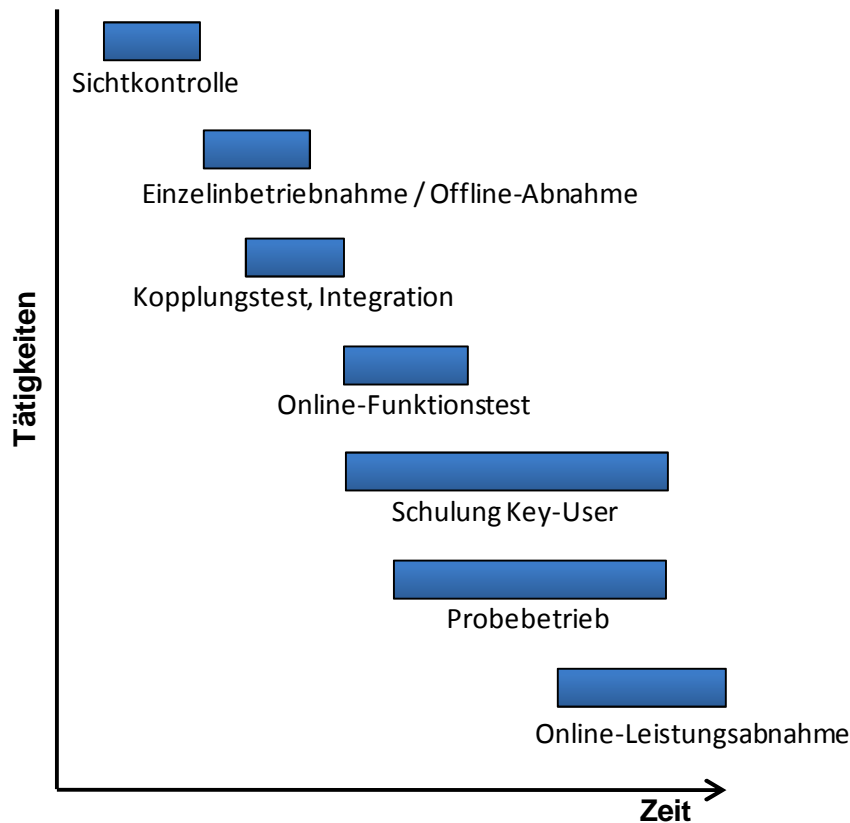 Sichtkontrolle
Einzelinbetriebnahme / Offline-Abnahme
Kopplungstest, Integration
Online-Funktionstest
Schulung Key-User
Probebetrieb
Online-Leistungsabnahme
Tätigkeiten
Zeit